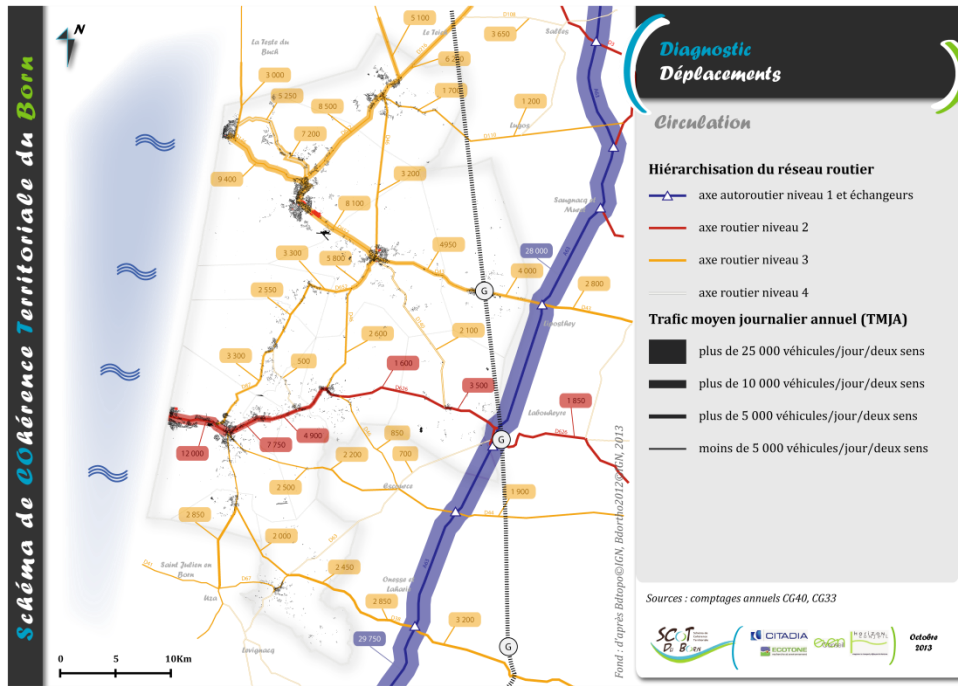 Schéma de COhérence Territoriale du Born
N
La Teste du
Buch
5 100
Le Teich
D108
3 650
Salles
3 000
5 250
6 200
1 700
8 500
1 200
Lugos
7 200
9 400
3 200
8 100
Saugnacq et
Muret
4950
28 000
3 300
5 800
4 000
2 800
2 550
2 600
2 100
3 300
500
1 600
3 500
Labouheyre
1 850
12 000
7 750
4 900
850
700
2 200
Escource
2 500
1 900
2 850
2 000
Saint Julien en
Born
2 450
Lévignacq
2 850
3 200
29 750
G
G
G
0 5 10Km
Fond : d'après Bdtopo©IGN, Bdortho2012©IGN, 2013
Diagnostic
Déplacements
Circulation
Hiérarchisation du réseau routier
axe autoroutier niveau 1 et échangeurs
axe routier niveau 2
axe routier niveau 3
axe routier niveau 4
Trafic moyen journalier annuel (TMJA)
plus de 25 000 véhicules/jour/deux sens
plus de 10 000 véhicules/jour/deux sens
plus de 5 000 véhicules/jour/deux sens
moins de 5 000 véhicules/jour/deux sens
Sources : comptages annuels CG40, CG33
SCOT
DU BORN
CITADIA
ECOTONE
Octobre
2013